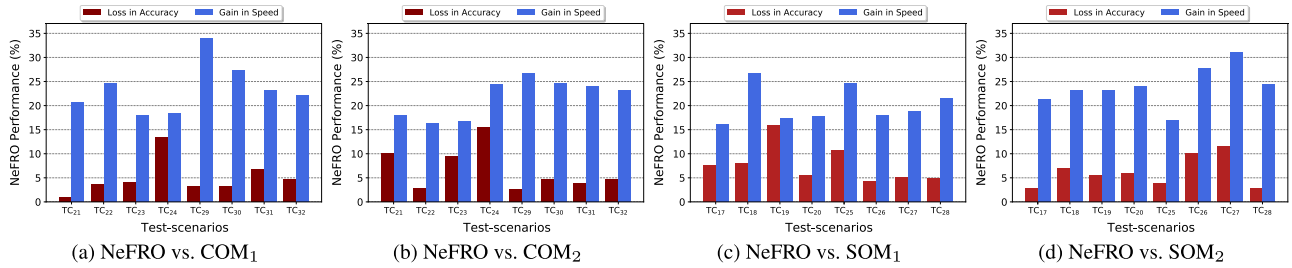 Loss in Accuracy Gain in Speed
NeFRO Performance (%)
35
30
25
20
15
10
5
0
TC21 TC22 TC23 TC24 TC29 TC30 TC31 TC32
Test-scenarios
(a) NeFRO vs. COM1
Loss in Accuracy Gain in Speed
NeFRO Performance (%)
35
30
25
20
15
10
5
0
TC21 TC22 TC23 TC24 TC29 TC30 TC31 TC32
Test-scenarios
(b) NeFRO vs. COM2
Loss in Accuracy Gain in Speed
NeFRO Performance (%)
35
30
25
20
15
10
5
0
TC17 TC18 TC19 TC20 TC25 TC26 TC27 TC28
Test-scenarios
(c) NeFRO vs. SOM1
Loss in Accuracy Gain in Speed
NeFRO Performance (%)
35
30
25
20
15
10
5
0
TC17 TC18 TC19 TC20 TC25 TC26 TC27 TC28
Test-scenarios
(d) NeFRO vs. SOM2